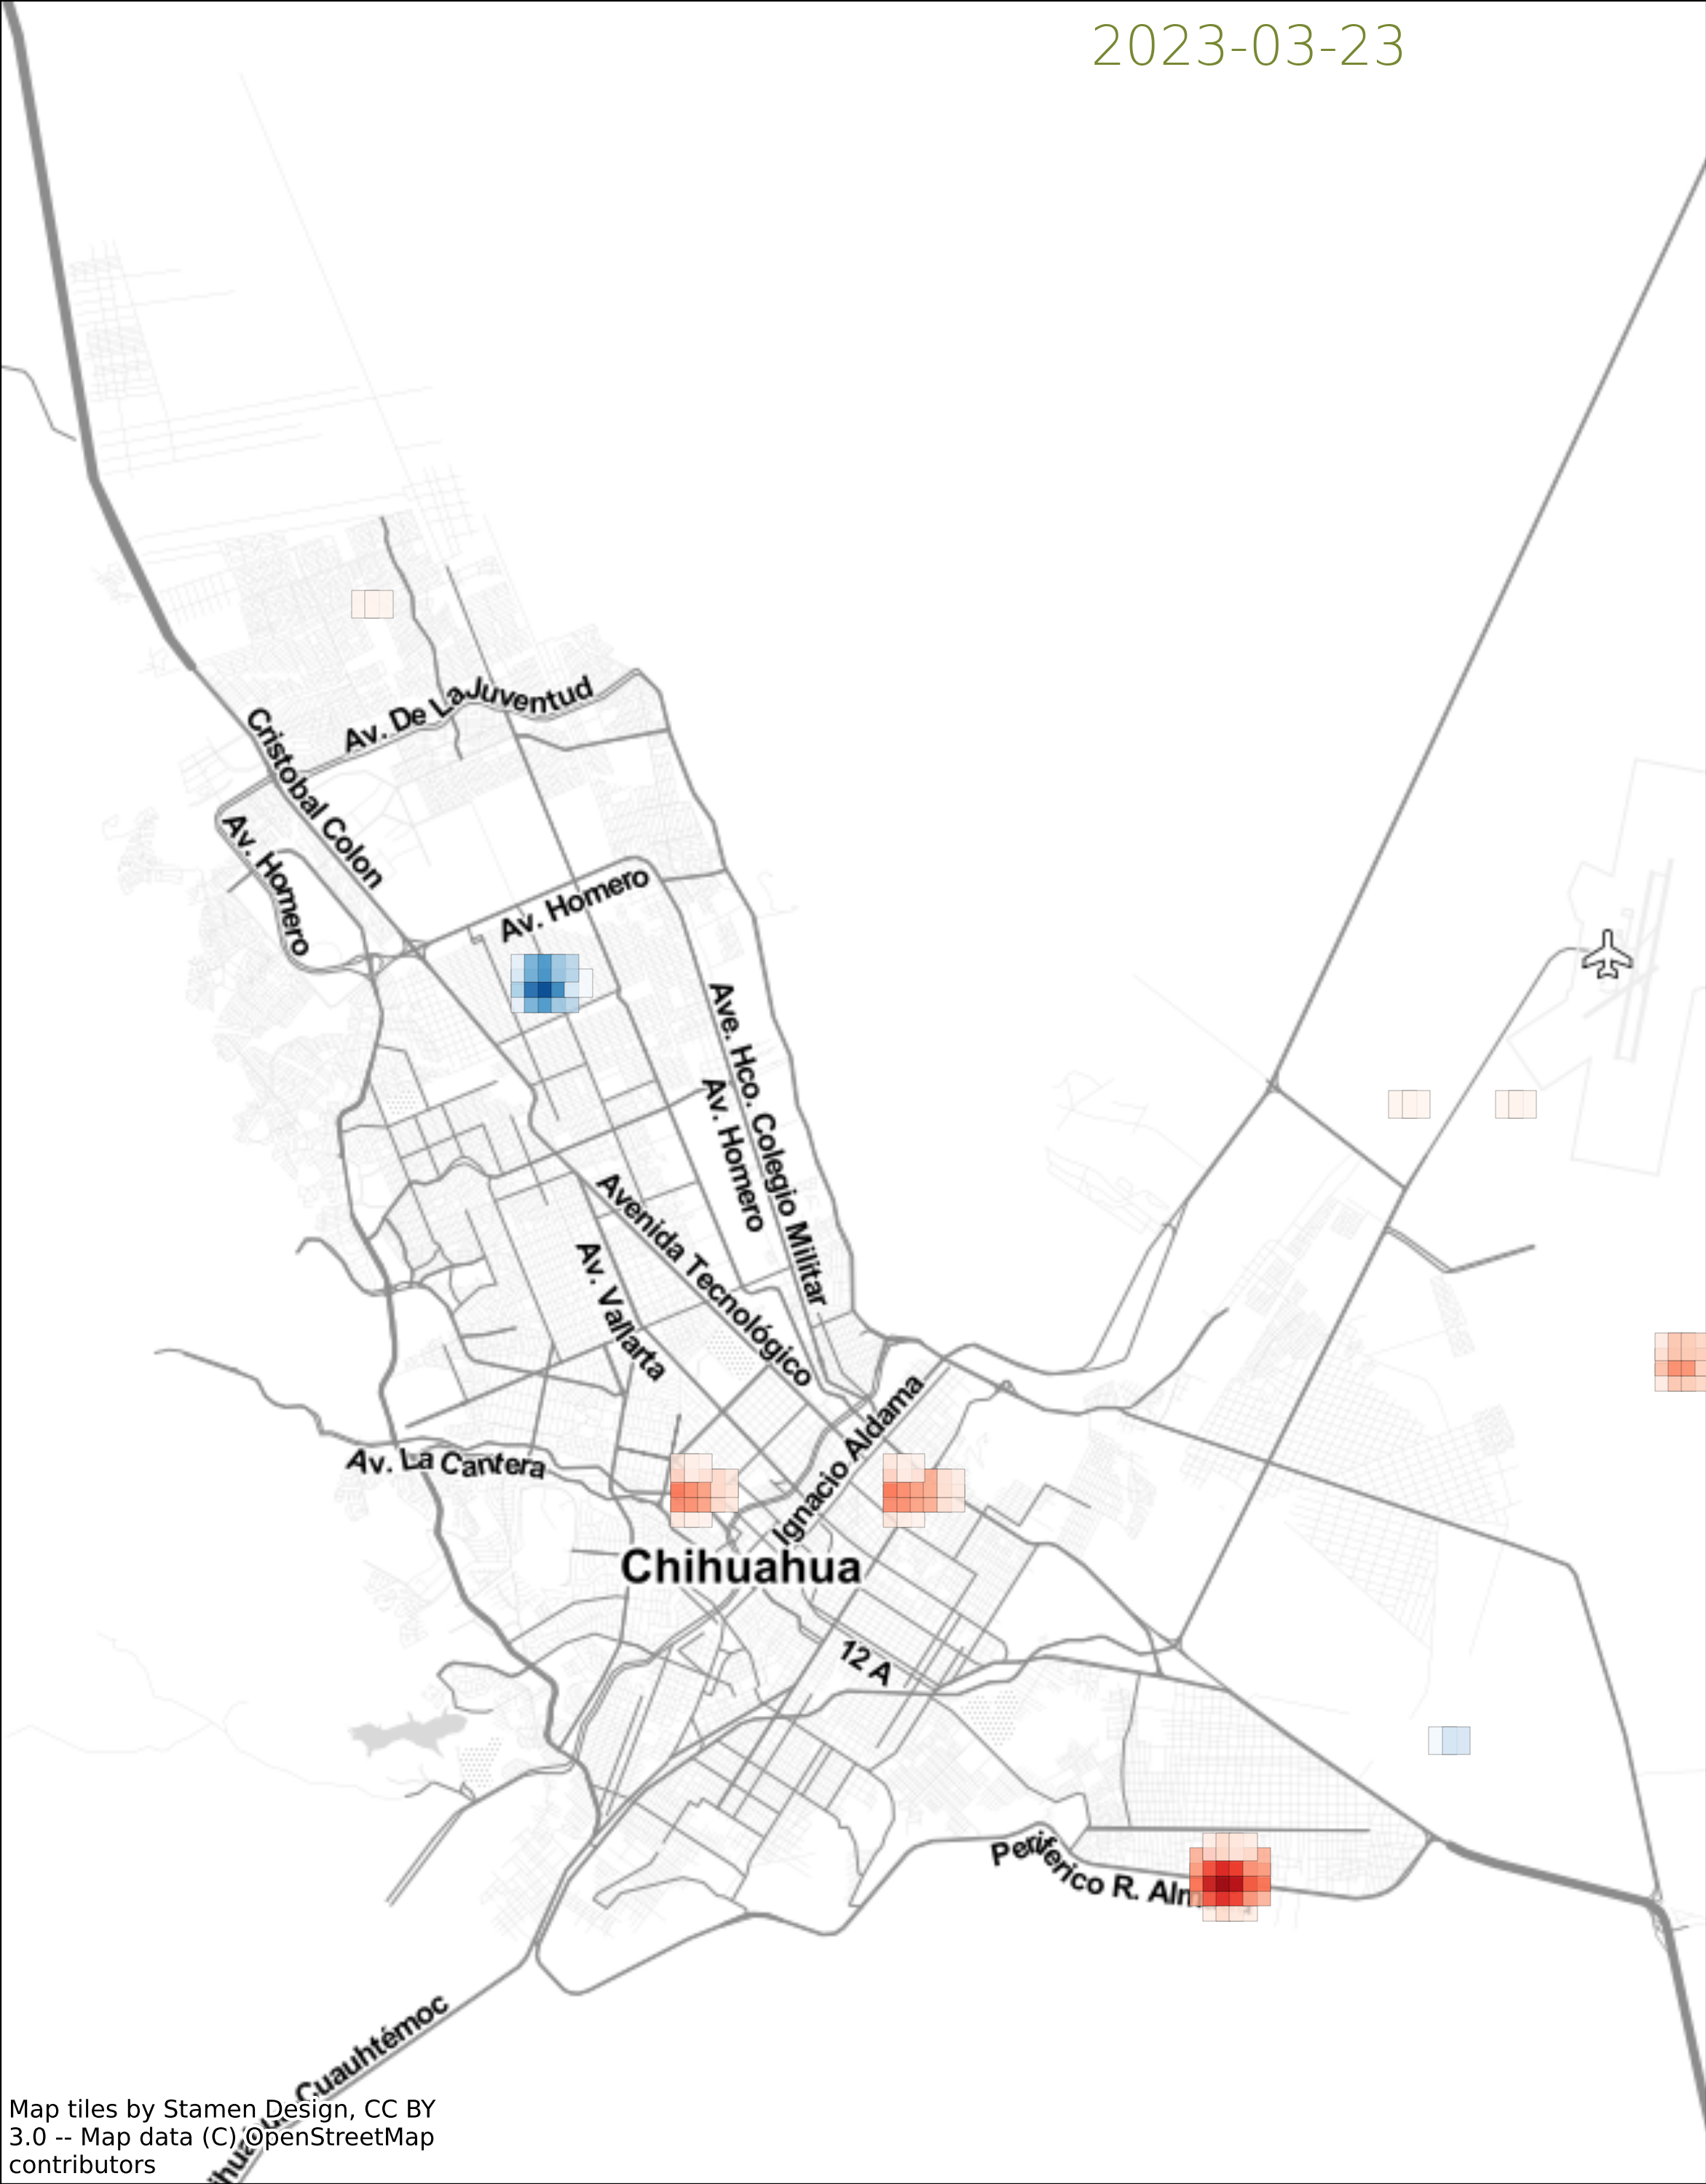 2023-03-23
Av. De La Juventud
Cristobal Colon
Av. Homero
Av. Homero
Ave. Hco. Colegio Militar
Av. Homero
Avenida Tecnológico
Av. Vallarta
Ignacio Aldama
Av. La Cantera
Chihuahua
12 A
Periferico R. Alm
Cuauhtémoc
Map tiles by Stamen Design, CC BY
3.0 -- Map data (C) OpenStreetMap
contributors